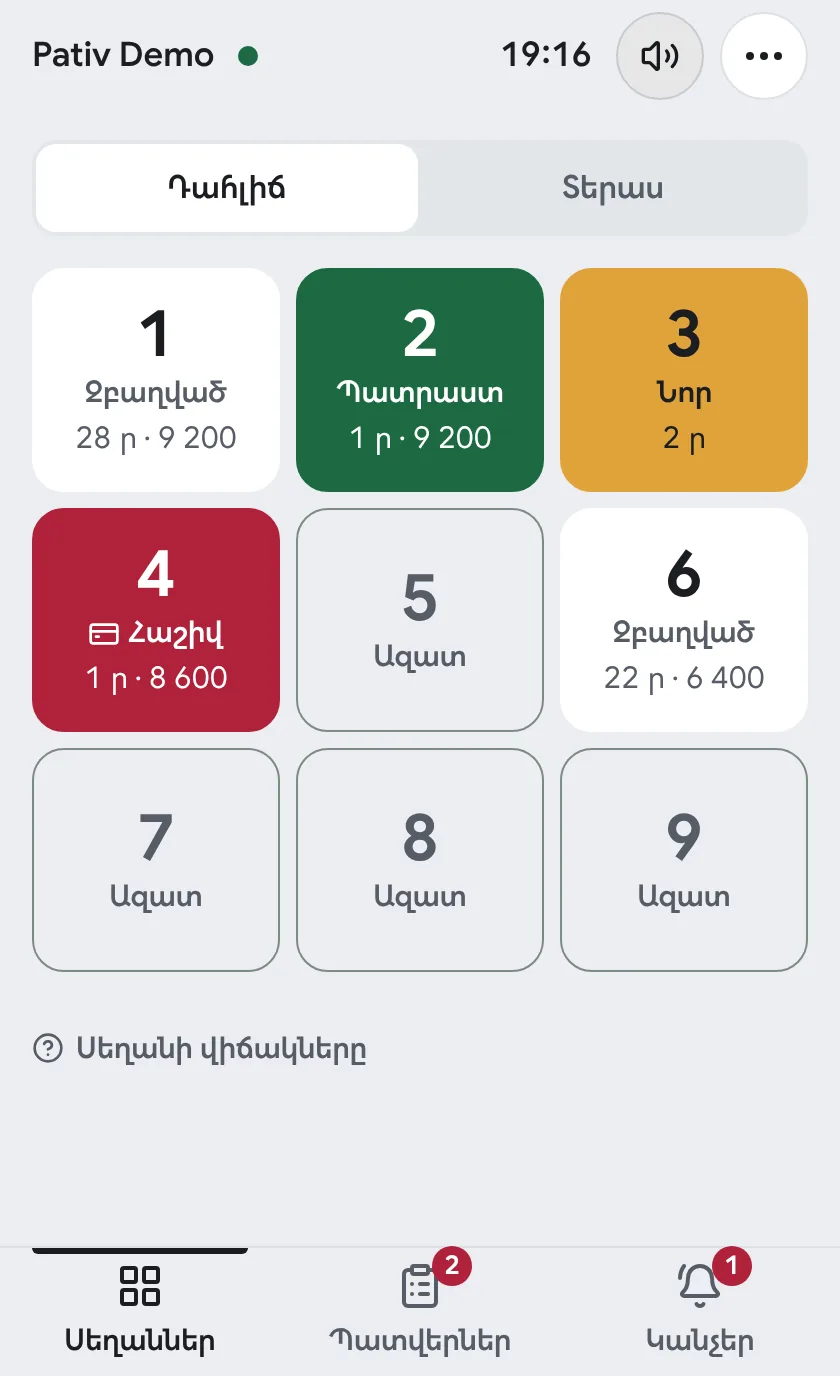 Pativ Demo
19:16
Դահլիճ
Տերաս
1
Զբաղված
28 ր · 9 200
2
Պատրաստ
1 ր · 9 200
3
Նոր
2 ր
4
Հաշիվ
1 ր · 8 600
5
Ազատ
6
Զբաղված
22 ր · 6 400
7
Ազատ
8
Ազատ
9
Ազատ
Սեղանի վիճակները
Սեղաններ
2
Պատվերներ
1
Կանչեր